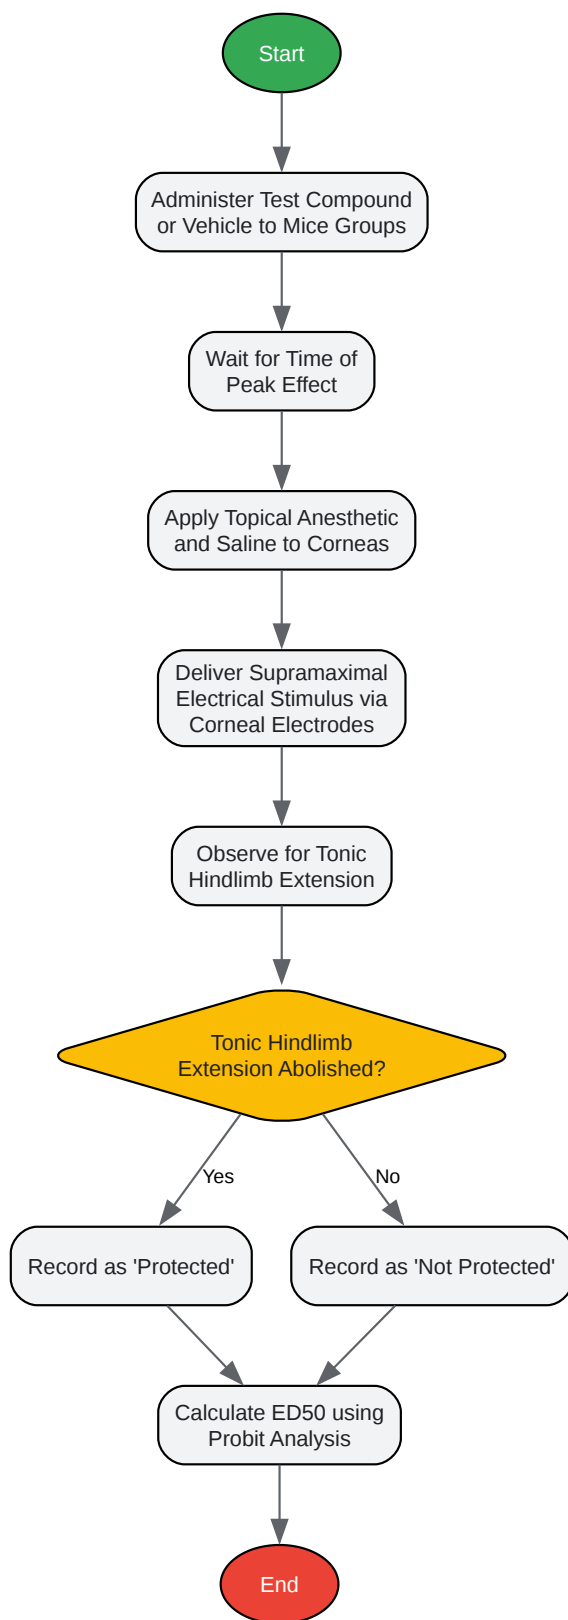 Start
Administer Test Compound
or Vehicle to Mice Groups
Wait for Time of
Peak Effect
Apply Topical Anesthetic
and Saline to Corneas
Deliver Supramaximal
Electrical Stimulus via
Corneal Electrodes
Observe for Tonic
Hindlimb Extension
Tonic Hindlimb
Extension Abolished?
Yes
No
Record as 'Protected'
Record as 'Not Protected'
Calculate ED50 using
Probit Analysis
End